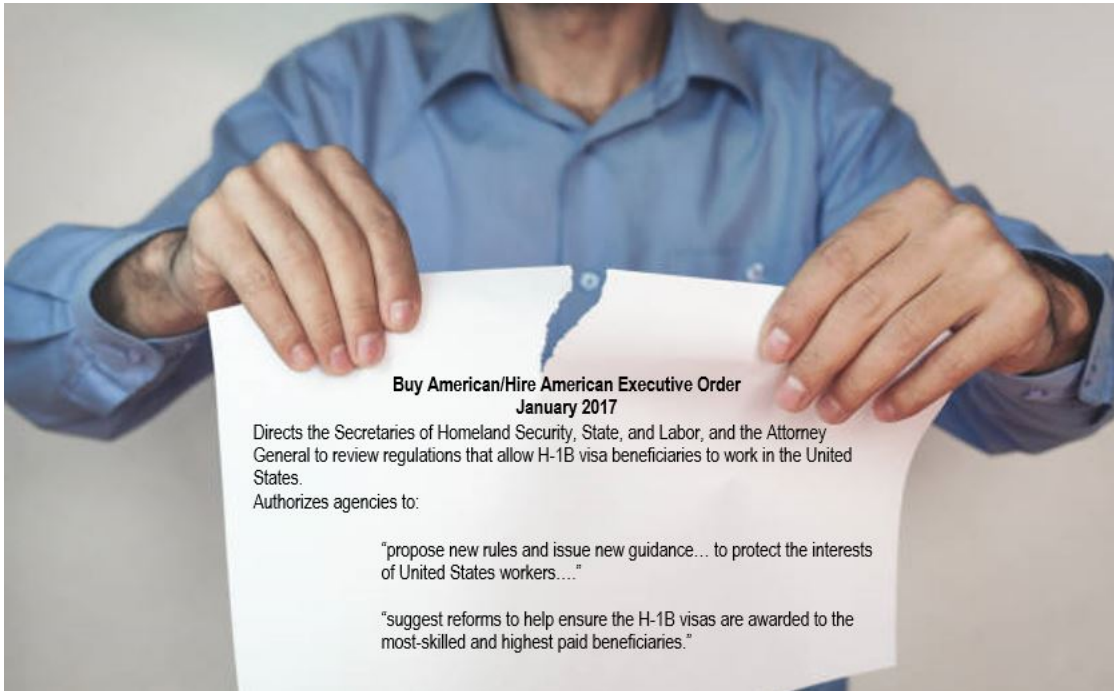 Buy American/Hire American Executive Order
January 2017
Directs the Secretaries of Homeland Security, State, and Labor, and the Attorney
General to review regulations that allow H-1B visa beneficiaries to work in the United
States.
Authorizes agencies to:
“propose new rules and issue new guidance… to protect the interests
of United States workers….”
“suggest reforms to help ensure the H-1B visas are awarded to the
most-skilled and highest paid beneficiaries.”